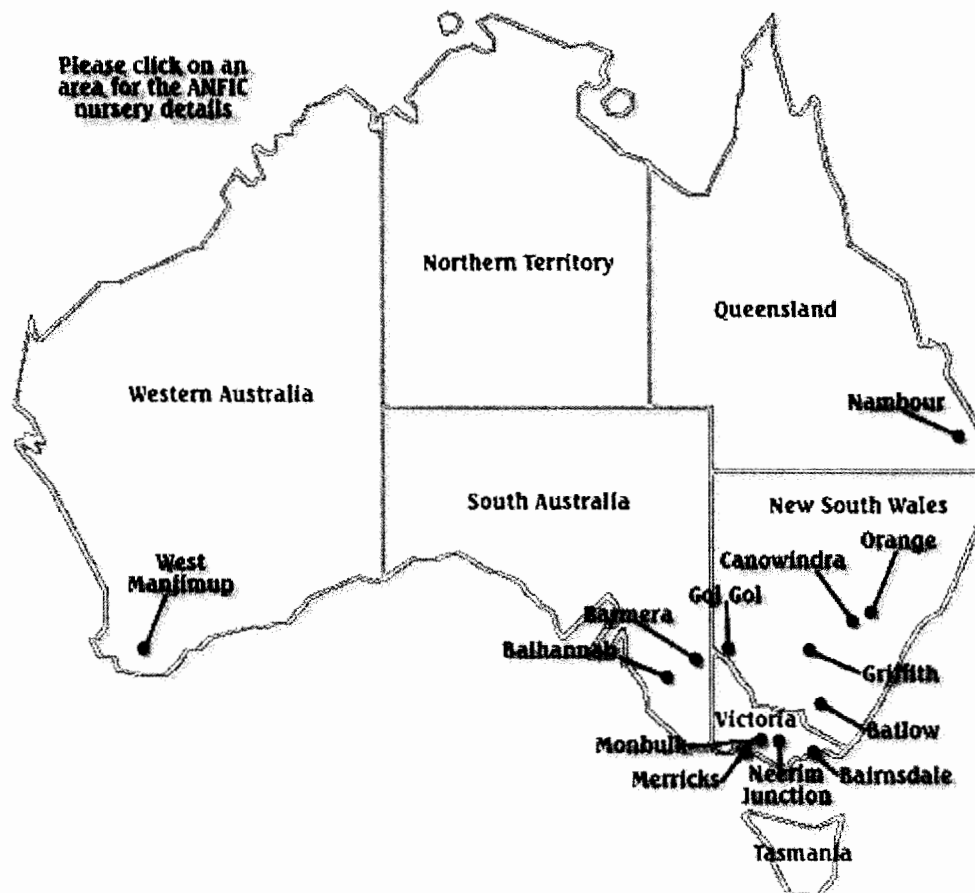 Please click on an
area for the ANFIC
nursery details
Northern Territory
Queensland
Western Australia
Nambour
South Australia
New South Wales
Orange
Canowindra
West
Manjimup
Gol Gol
Barmera
Balhannah
Griffith
Victoria
Batlow
Monbulk
Merricks
Neerim
Junction
Bairnsdale
Tasmania